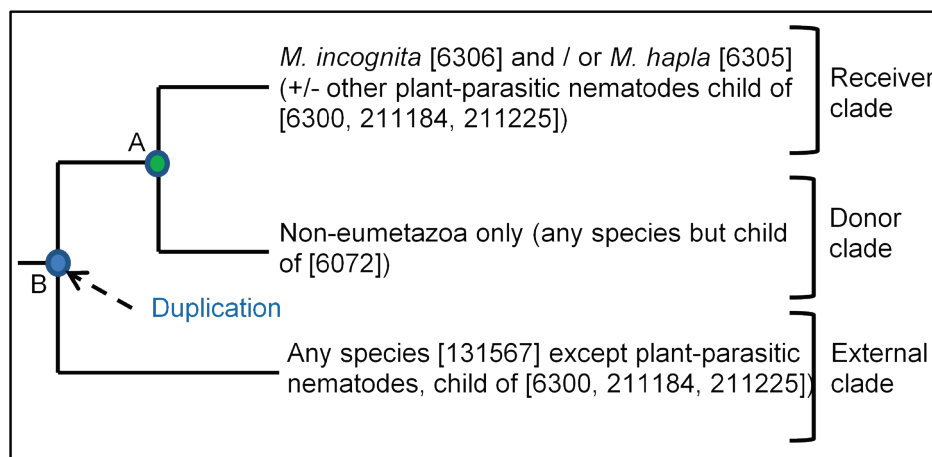 M. incognita [6306] and / or M. hapla [6305]
(+/- other plant-parasitic nematodes child of
[6300, 211184, 211225])
Receiver
clade
A
Non-eumetazoa only (any species but child
of [6072])
Donor
clade
B
Duplication
Any species [131567] except plant-parasitic
nematodes, child of [6300, 211184, 211225])
External
clade